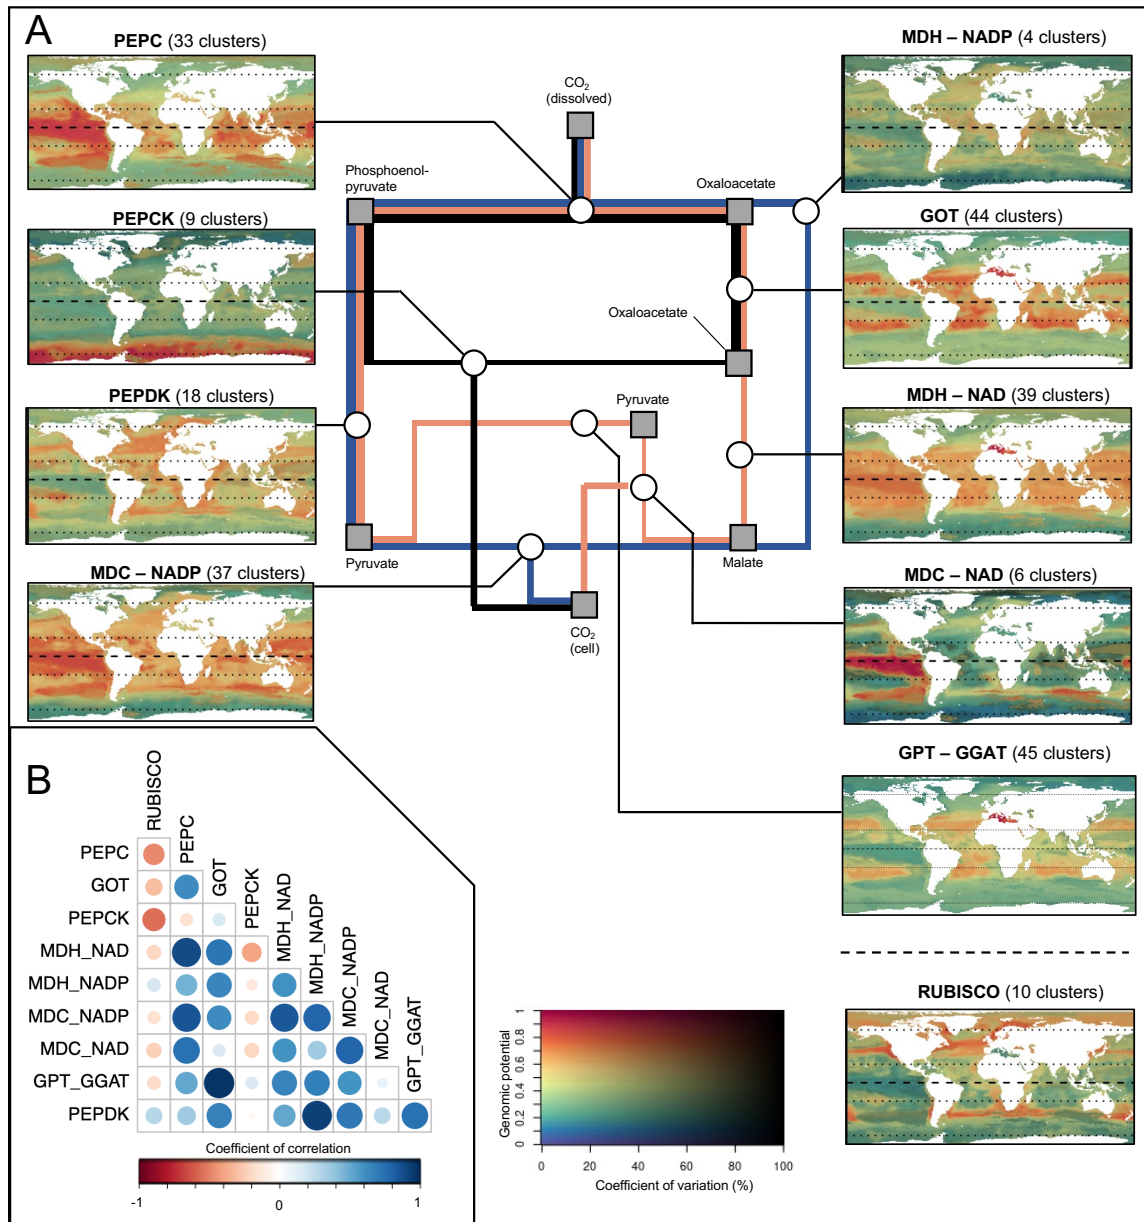 A
PEPC (33 clusters)
PEPCK (9 clusters)
PEPDK (18 clusters)
MDC – NADP (37 clusters)
CO2
(dissolved)
Phosphoenol-
pyruvate
Oxaloacetate
Oxaloacetate
Pyruvate
Pyruvate
Malate
CO2
(cell)
MDH – NADP (4 clusters)
GOT (44 clusters)
MDH – NAD (39 clusters)
MDC – NAD (6 clusters)
GPT – GGAT (45 clusters)
RUBISCO (10 clusters)
B
RUBISCO
PEPC
GOT
PEPCK
MDH_NAD
MDH_NADP
MDC_NADP
MDC_NAD
GPT_GGAT
PEPC
GOT
PEPCK
MDH_NAD
MDH_NADP
MDC_NADP
MDC_NAD
GPT_GGAT
PEPDK
Coefficient of correlation
-1 0 1
Genomic potential
1
0.8
0.6
0.4
0.2
0
0 20 40 60 80 100
Coefficient of variation (%)